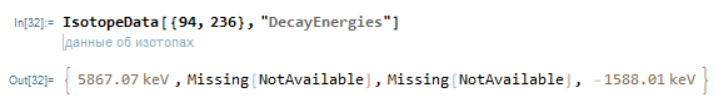 In[32]:= IsotopeData[{94, 236}, "DecayEnergies"]
данные об изотопах
Out[32]= { 5867.07 keV , Missing[NotAvailable], Missing[NotAvailable], -1588.01 keV }